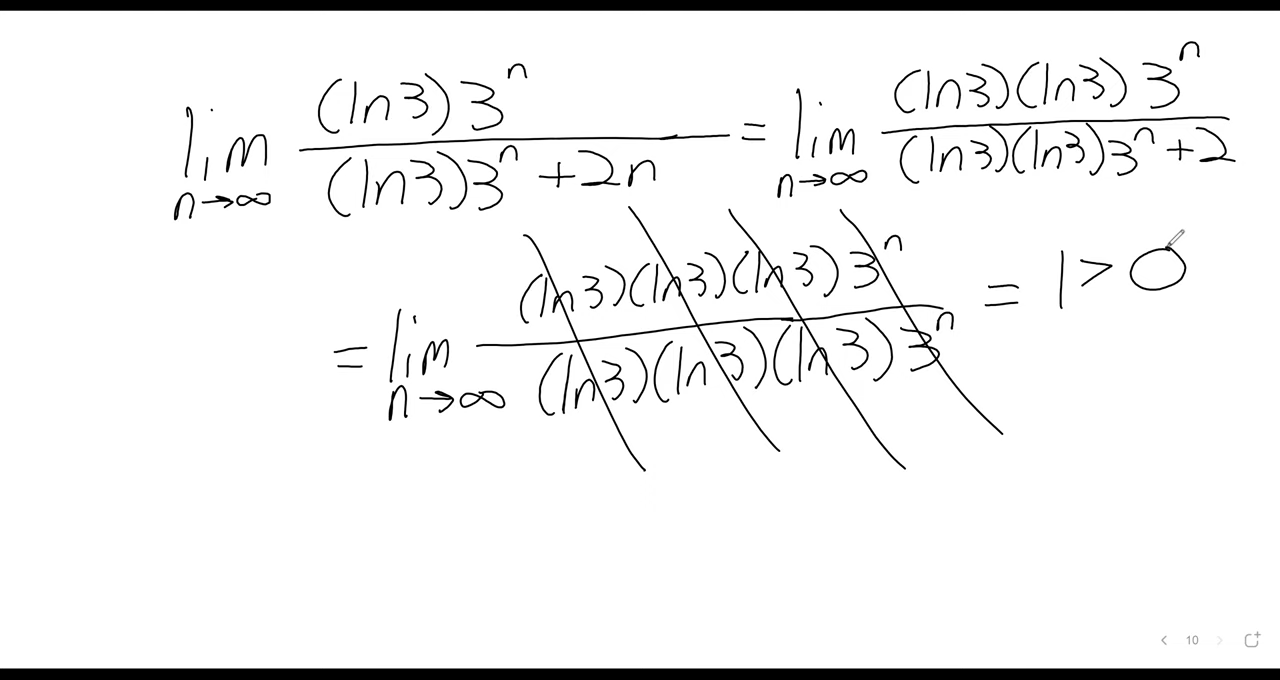 lim n→∞ (ln3)3^n / (ln3)3^n + 2n = lim n→∞ (ln3)(ln3)3^n / (ln3)(ln3)3^n + 2
= lim n→∞ (ln3)(ln3)(ln3)3^n / (ln3)(ln3)(ln3)3^n = 1 > 0
10